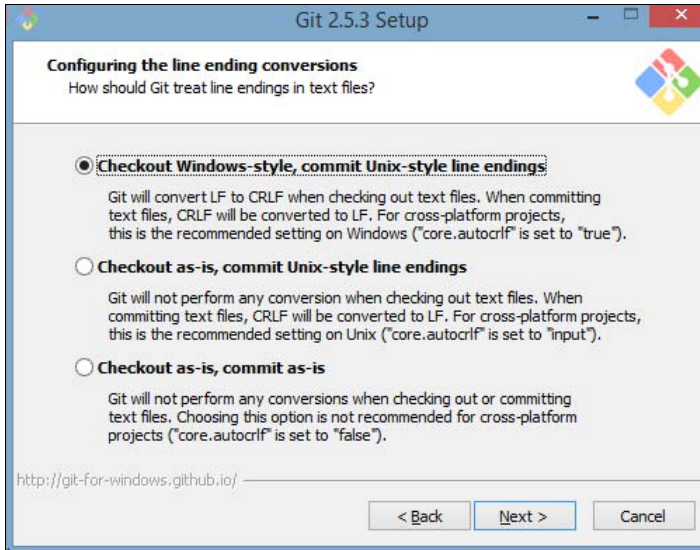 Git 2.5.3 Setup
Configuring the line ending conversions
How should Git treat line endings in text files?
Checkout Windows-style, commit Unix-style line endings
Git will convert LF to CRLF when checking out text files. When committing
text files, CRLF will be converted to LF. For cross-platform projects,
this is the recommended setting on Windows ("core.autocrlf" is set to "true").
Checkout as-is, commit Unix-style line endings
Git will not perform any conversion when checking out text files. When
committing text files, CRLF will be converted to LF. For cross-platform projects,
this is the recommended setting on Unix ("core.autocrlf" is set to "input").
Checkout as-is, commit as-is
Git will not perform any conversions when checking out or committing
text files. Choosing this option is not recommended for cross-platform
projects ("core.autocrlf" is set to "false").
http://git-for-windows.github.io/
< Back Next > Cancel